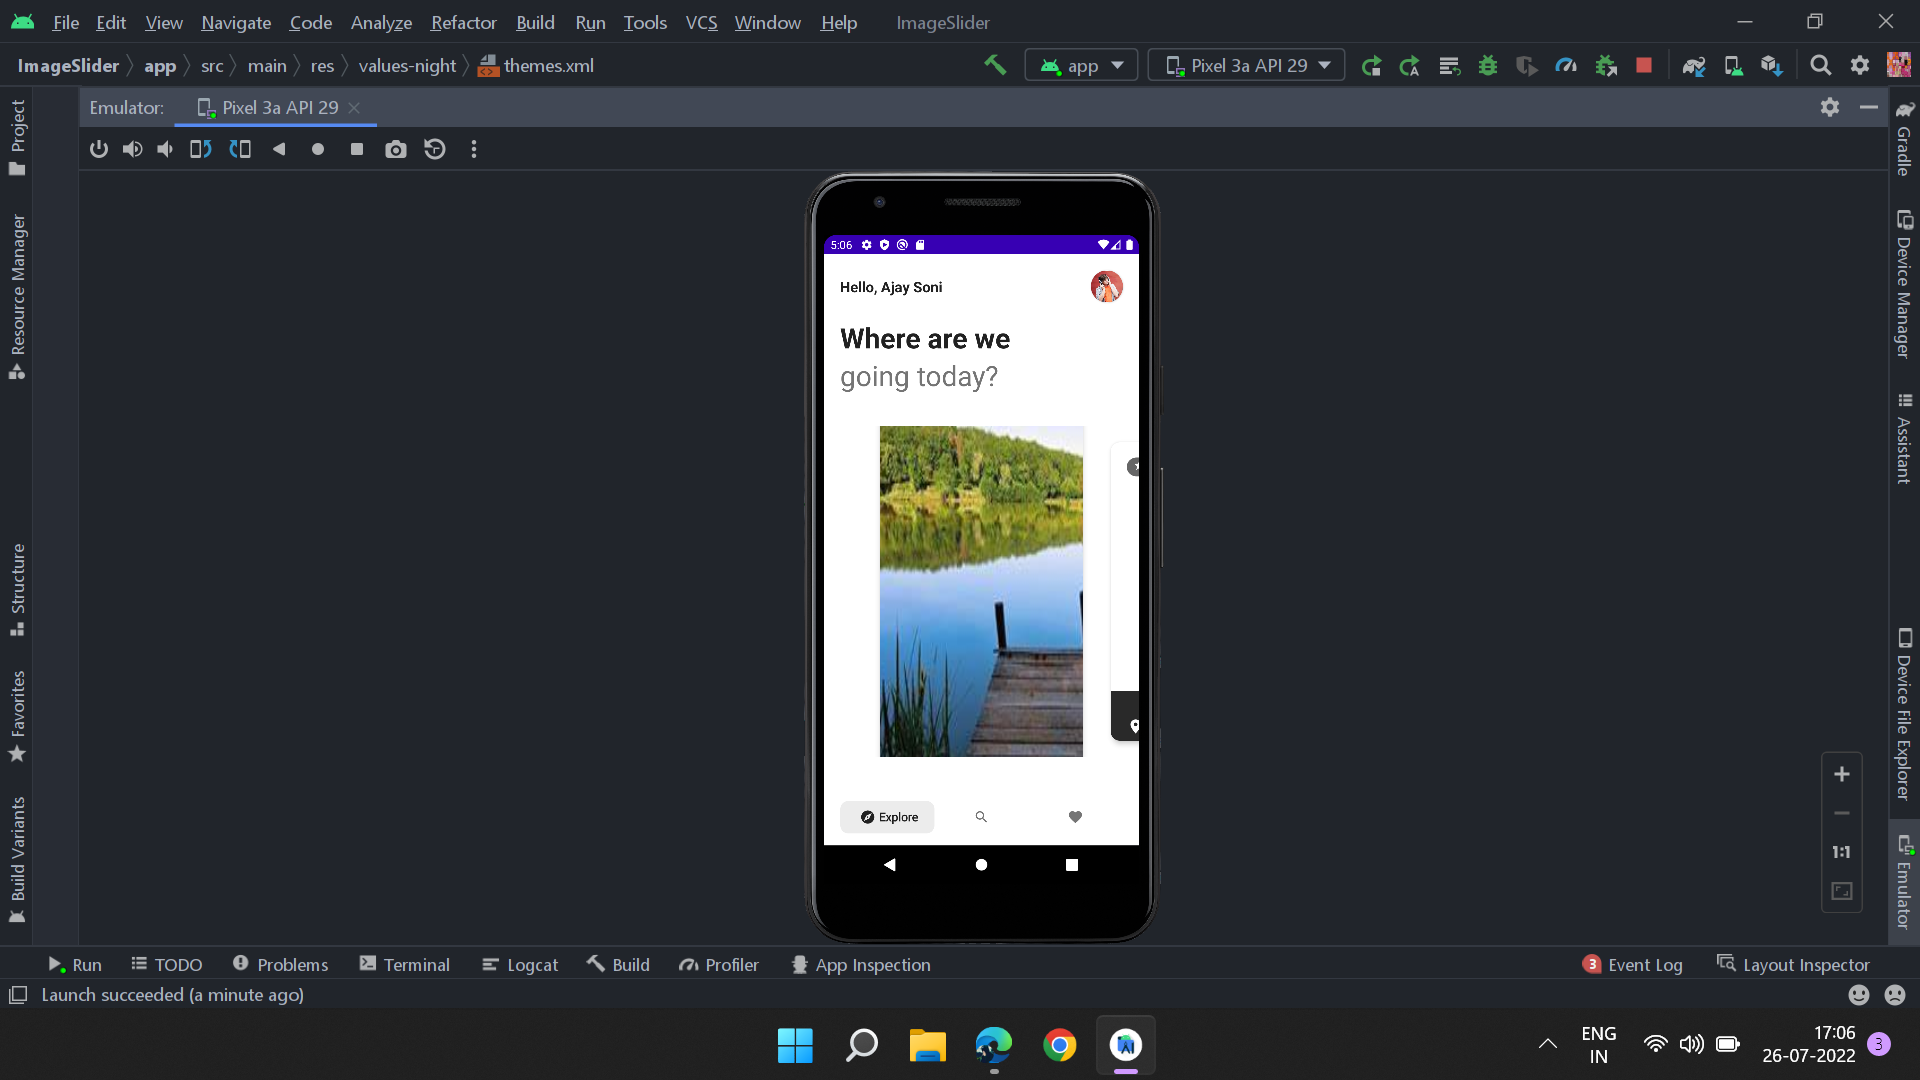 File Edit View Navigate Code Analyze Refactor Build Run Tools VCS Window Help ImageSlider
ImageSlider app src main res values-night themes.xml app Pixel 3a API 29
Emulator: Pixel 3a API 29
Project
Resource Manager
Structure
Favorites
Build Variants
Gradle
Device Manager
Assistant
Device File Explorer
Emulator
5:06
Hello, Ajay Soni
Where are we
going today?
Explore
1:1
Run TODO Problems Terminal Logcat Build Profiler App Inspection 3 Event Log Layout Inspector
Launch succeeded (a minute ago)
ENG
IN
17:06
26-07-2022
3